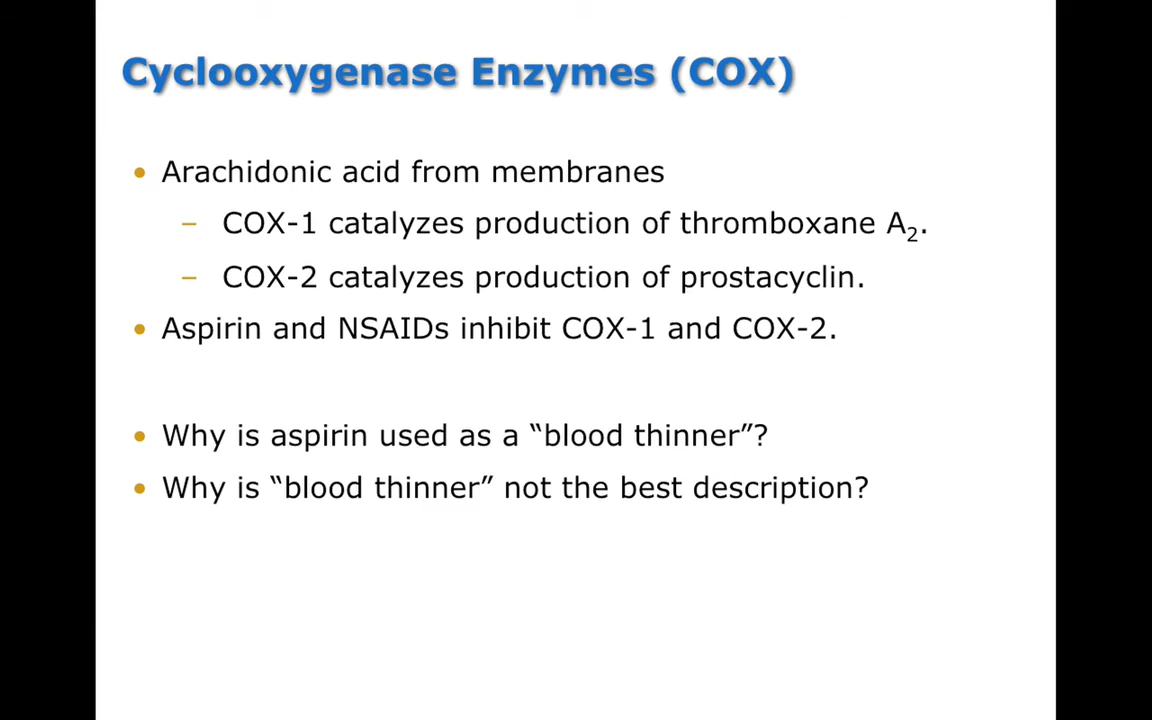 Cyclooxygenase Enzymes (COX)
• Arachidonic acid from membranes
– COX-1 catalyzes production of thromboxane A₂.
– COX-2 catalyzes production of prostacyclin.
• Aspirin and NSAIDs inhibit COX-1 and COX-2.
• Why is aspirin used as a “blood thinner”?
• Why is “blood thinner” not the best description?